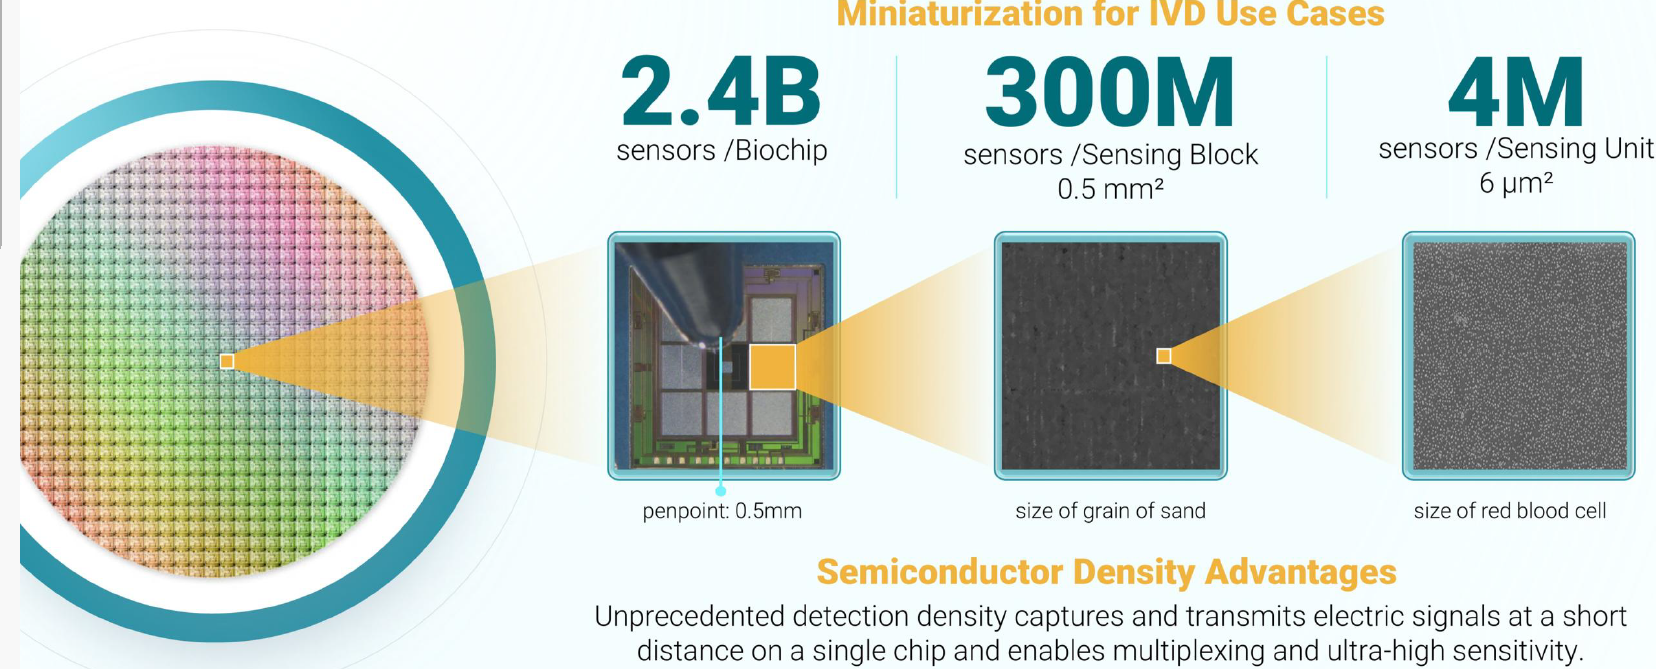 Miniaturization for IVD Use Cases
2.4B
sensors /Biochip
300M
sensors /Sensing Block
0.5 mm²
4M
sensors /Sensing Unit
6 µm²
penpoint: 0.5mm
size of grain of sand
size of red blood cell
Semiconductor Density Advantages
Unprecedented detection density captures and transmits electric signals at a short
distance on a single chip and enables multiplexing and ultra-high sensitivity.